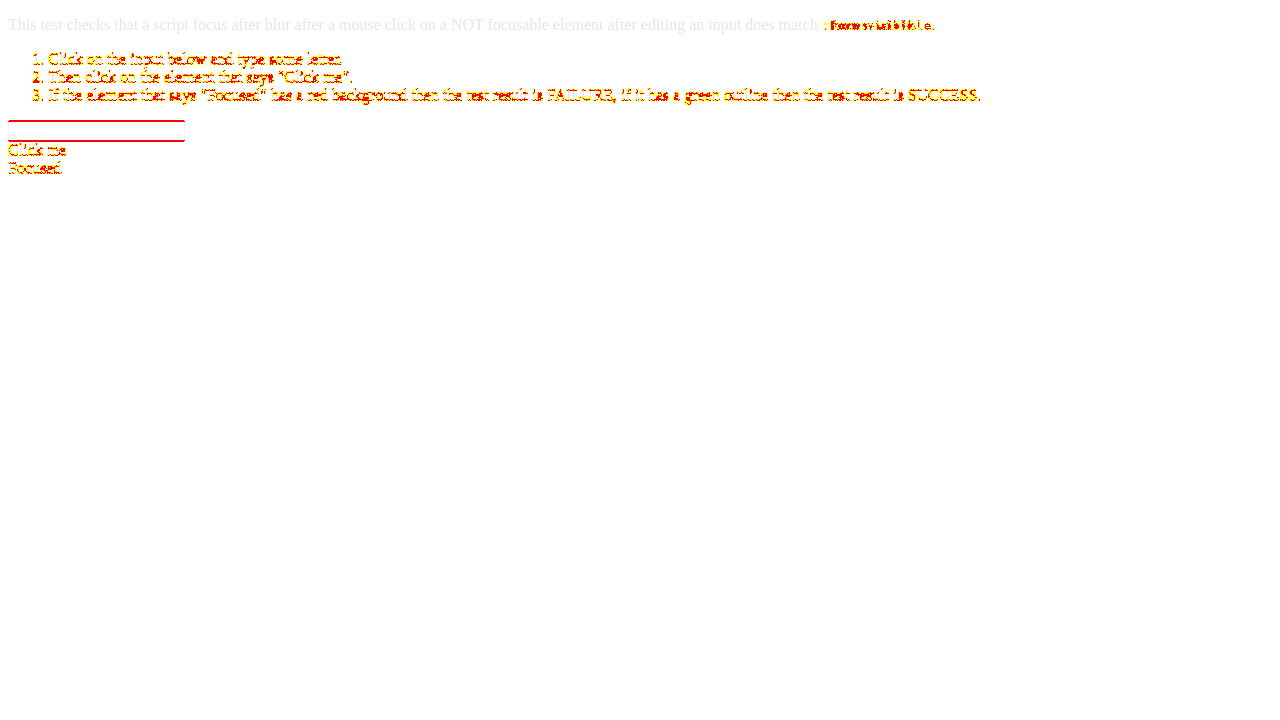 This test checks that a script focus after blur after a mouse click on a NOT focusable element after editing an input does match :focus-visible.
1. Click on the input below and type some letter.
2. Then click on the element that says "Click me".
3. If the element that says "Focused" has a red background then the test result is FAILURE, If it has a green outline then the test result is SUCCESS.
Click me
Focused